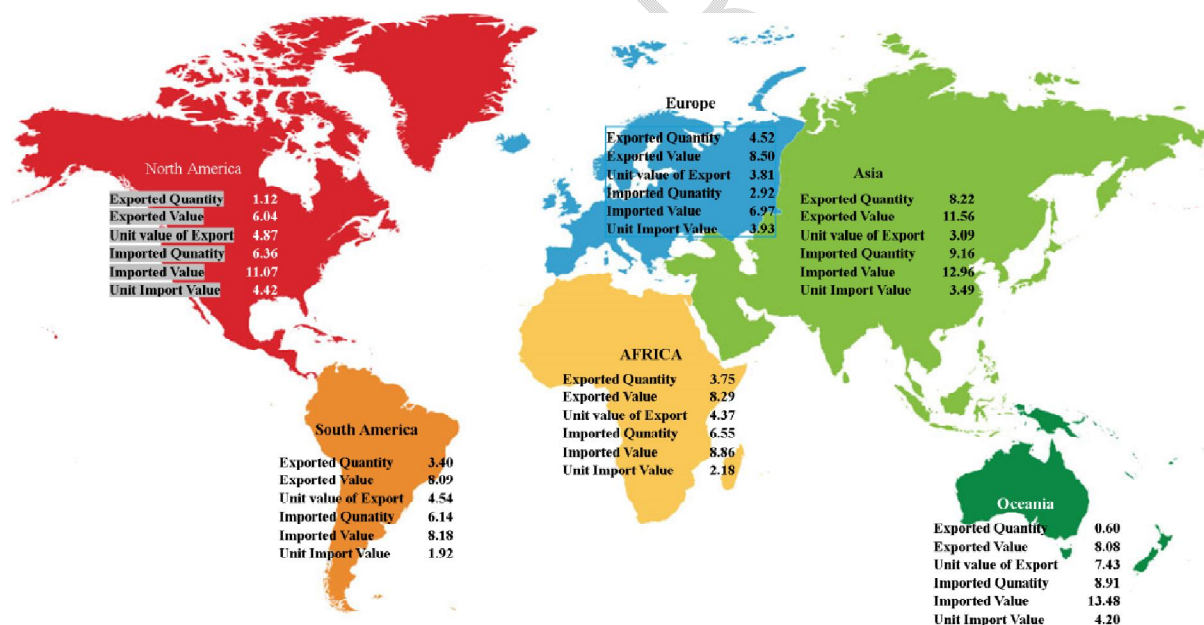 North America
Exported Quantity 1.12
Exported Value 6.04
Unit value of Export 4.87
Imported Qunatity 6.36
Imported Value 11.07
Unit Import Value 4.42
Europe
Exported Quantity 4.52
Exported Value 8.50
Unit value of Export 3.81
Imported Qunatity 2.92
Imported Value 6.97
Unit Import Value 3.93
Asia
Exported Quantity 8.22
Exported Value 11.56
Unit value of Export 3.09
Imported Quantity 9.16
Imported Value 12.96
Unit Import Value 3.49
AFRICA
Exported Quantity 3.75
Exported Value 8.29
Unit value of Export 4.37
Imported Qunatity 6.55
Imported Value 8.86
Unit Import Value 2.18
South America
Exported Quantity 3.40
Exported Value 8.09
Unit value of Export 4.54
Imported Qunatity 6.14
Imported Value 8.18
Unit Import Value 1.92
Oceania
Exported Quantity 0.60
Exported Value 8.08
Unit value of Export 7.43
Imported Qunatity 8.91
Imported Value 13.48
Unit Import Value 4.20